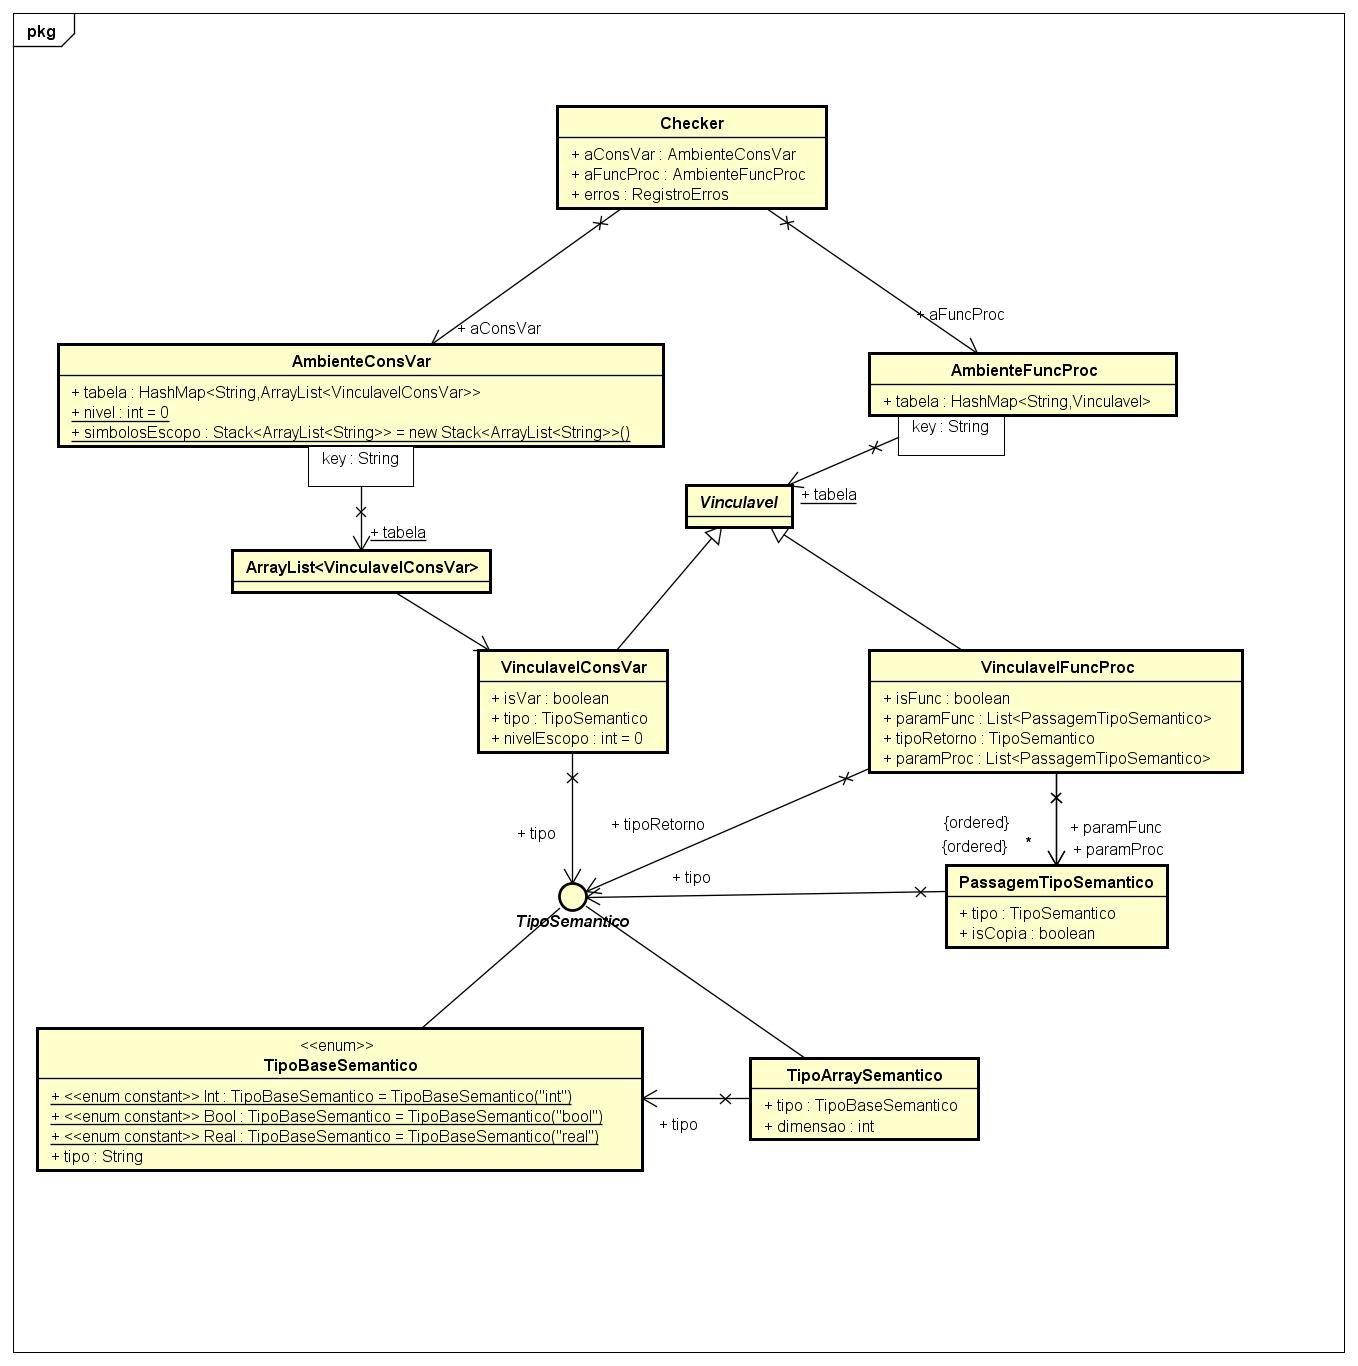 pkg
Checker
+ aConsVar : AmbienteConsVar
+ aFuncProc : AmbienteFuncProc
+ erros : RegistroErros
+ aConsVar
+ aFuncProc
AmbienteConsVar
+ tabela : HashMap<String,ArrayList<VinculavelConsVar>>
+ nivel : int = 0
+ simbolosEscopo : Stack<ArrayList<String>> = new Stack<ArrayList<String>>()
key : String
AmbienteFuncProc
+ tabela : HashMap<String,Vinculavel>
key : String
+ tabela
Vinculavel
+ tabela
ArrayList<VinculavelConsVar>
VinculavelConsVar
+ isVar : boolean
+ tipo : TipoSemantico
+ nivelEscopo : int = 0
VinculavelFuncProc
+ isFunc : boolean
+ paramFunc : List<PassagemTipoSemantico>
+ tipoRetorno : TipoSemantico
+ paramProc : List<PassagemTipoSemantico>
+ tipo
+ tipoRetorno
{ordered}
+ paramFunc
{ordered}
*
+ paramProc
+ tipo
PassagemTipoSemantico
+ tipo : TipoSemantico
+ isCopia : boolean
TipoSemantico
<<enum>>
TipoBaseSemantico
+ <<enum constant>> Int : TipoBaseSemantico = TipoBaseSemantico("int")
+ <<enum constant>> Bool : TipoBaseSemantico = TipoBaseSemantico("bool")
+ <<enum constant>> Real : TipoBaseSemantico = TipoBaseSemantico("real")
+ tipo : String
+ tipo
TipoArraySemantico
+ tipo : TipoBaseSemantico
+ dimensao : int